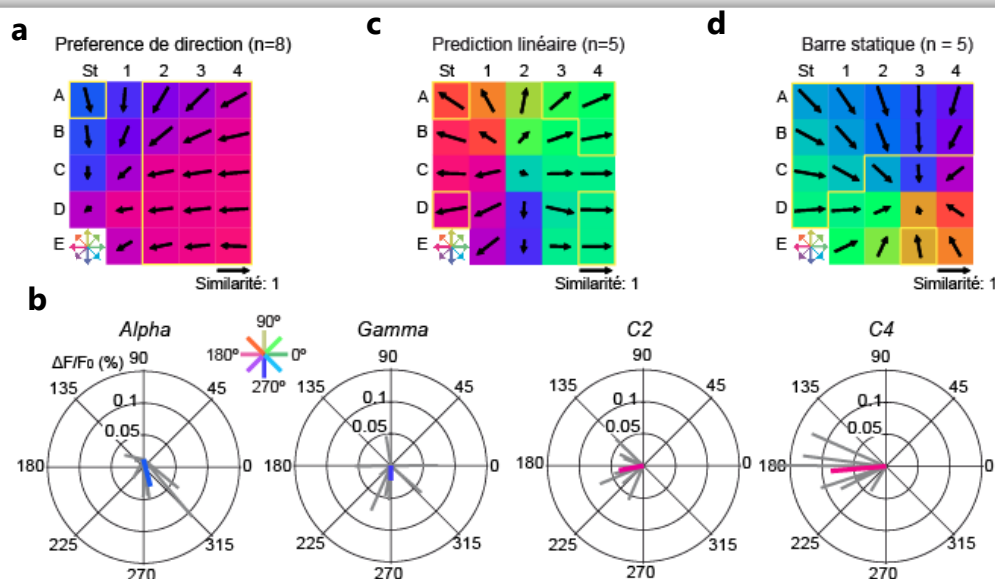 a
Preference de direction (n=8)
St 1 2 3 4
A
B
C
D
E
Similarité: 1
c
Prediction linéaire (n=5)
St 1 2 3 4
A
B
C
D
E
Similarité: 1
d
Barre statique (n = 5)
St 1 2 3 4
A
B
C
D
E
Similarité: 1
b
Alpha
ΔF/F0 (%)
90
135 45
0.1
0.05
180 0
225 315
270
90º
180º 0º
270º
Gamma
90
135 45
0.1
0.05
180 0
225 315
270
C2
90
135 45
0.1
0.05
180 0
225 315
270
C4
90
135 45
0.1
0.05
180 0
225 315
270